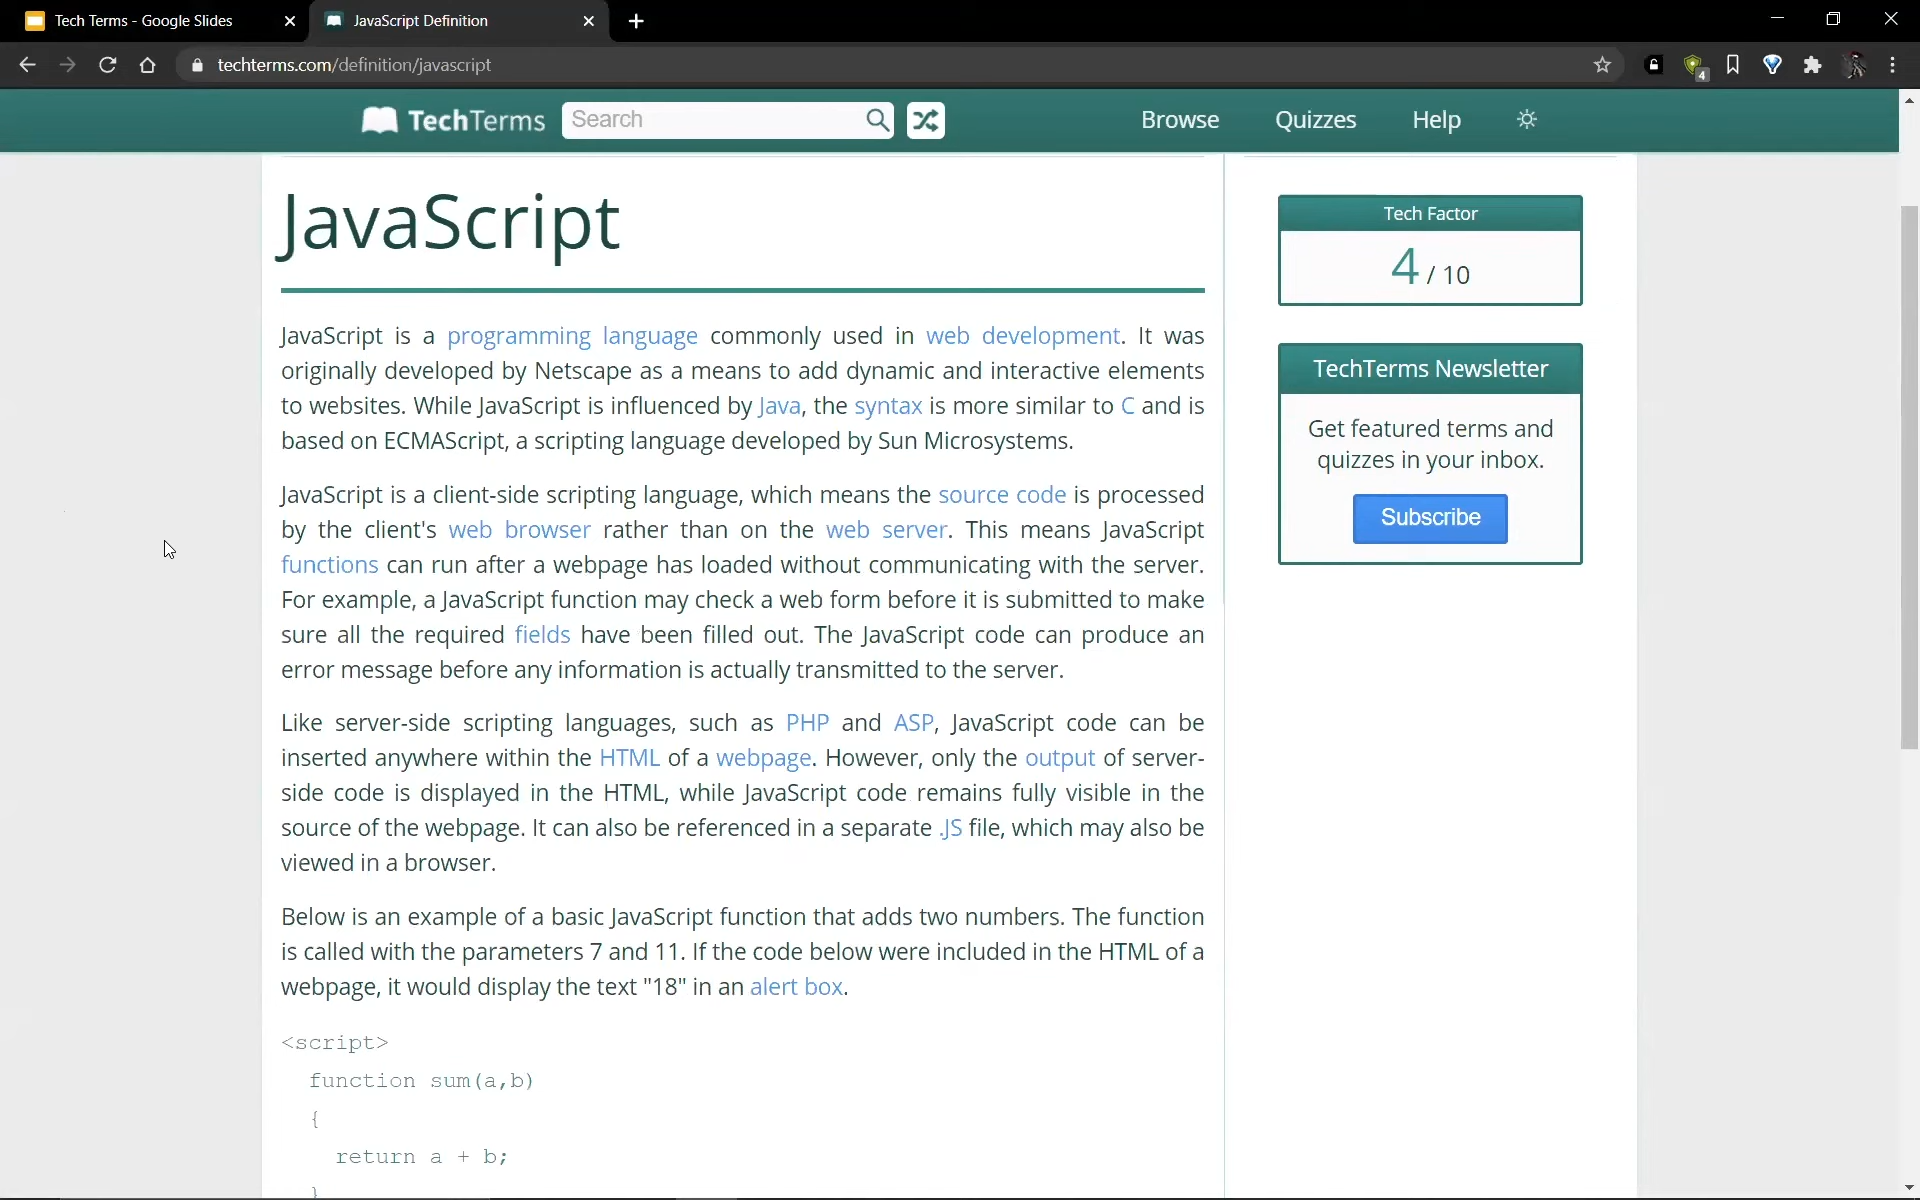 Tech Terms - Google Slides
JavaScript Definition
techterms.com/definition/javascript
4
TechTerms
Search
Browse
Quizzes
Help
JavaScript
JavaScript is a programming language commonly used in web development. It was
originally developed by Netscape as a means to add dynamic and interactive elements
to websites. While JavaScript is influenced by Java, the syntax is more similar to C and is
based on ECMAScript, a scripting language developed by Sun Microsystems.
JavaScript is a client-side scripting language, which means the source code is processed
by the client's web browser rather than on the web server. This means JavaScript
functions can run after a webpage has loaded without communicating with the server.
For example, a JavaScript function may check a web form before it is submitted to make
sure all the required fields have been filled out. The JavaScript code can produce an
error message before any information is actually transmitted to the server.
Like server-side scripting languages, such as PHP and ASP, JavaScript code can be
inserted anywhere within the HTML of a webpage. However, only the output of server-
side code is displayed in the HTML, while JavaScript code remains fully visible in the
source of the webpage. It can also be referenced in a separate .JS file, which may also be
viewed in a browser.
Below is an example of a basic JavaScript function that adds two numbers. The function
is called with the parameters 7 and 11. If the code below were included in the HTML of a
webpage, it would display the text "18" in an alert box.
<script>
function sum(a,b)
{
return a + b;
}
Tech Factor
4 / 10
TechTerms Newsletter
Get featured terms and
quizzes in your inbox.
Subscribe